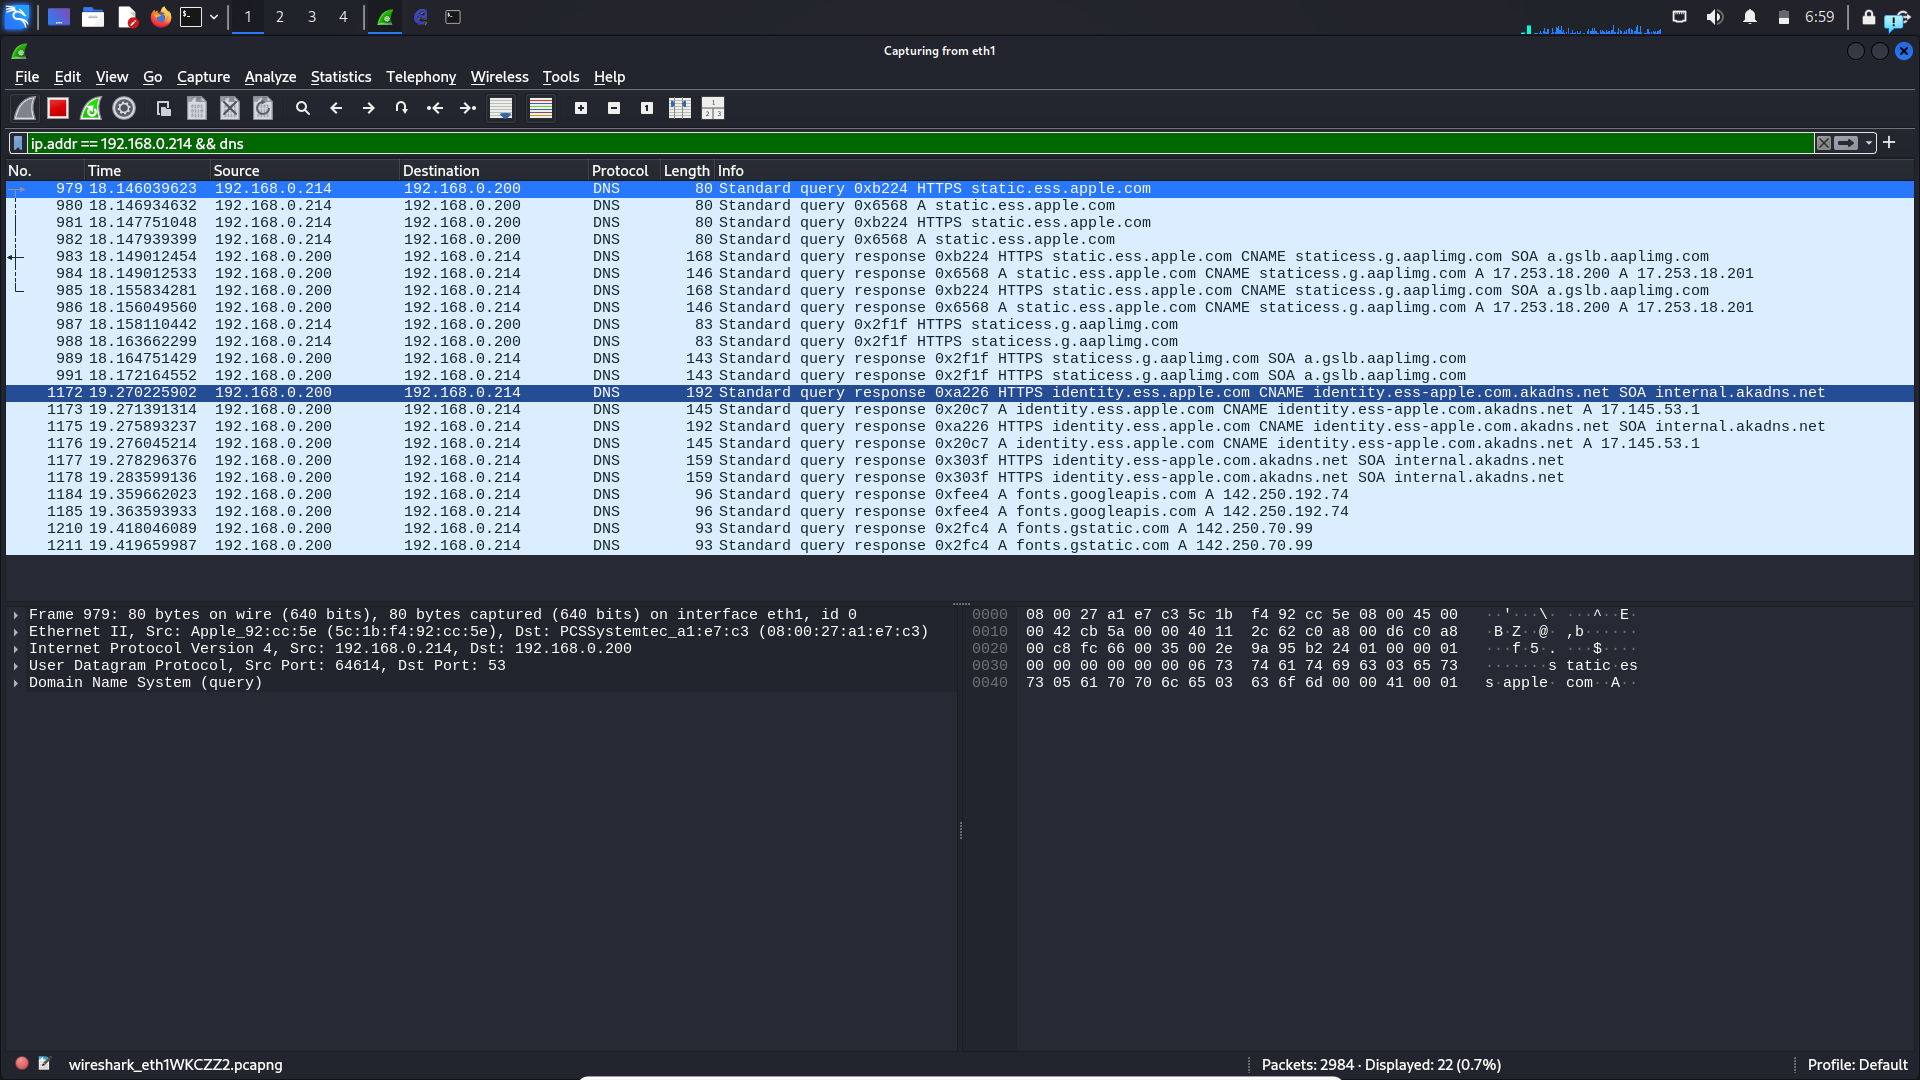 1 2 3 4 6:59
Capturing from eth1
File Edit View Go Capture Analyze Statistics Telephony Wireless Tools Help
ip.addr == 192.168.0.214 && dns
No. Time Source Destination Protocol Length Info
979 18.146039623 192.168.0.214 192.168.0.200 DNS 80 Standard query 0xb224 HTTPS static.ess.apple.com
980 18.146934632 192.168.0.214 192.168.0.200 DNS 80 Standard query 0x6568 A static.ess.apple.com
981 18.147751048 192.168.0.214 192.168.0.200 DNS 80 Standard query 0xb224 HTTPS static.ess.apple.com
982 18.147939399 192.168.0.214 192.168.0.200 DNS 80 Standard query 0x6568 A static.ess.apple.com
983 18.149012454 192.168.0.200 192.168.0.214 DNS 168 Standard query response 0xb224 HTTPS static.ess.apple.com CNAME staticess.g.aaplimg.com SOA a.gslb.aaplimg.com
984 18.149012533 192.168.0.200 192.168.0.214 DNS 146 Standard query response 0x6568 A static.ess.apple.com CNAME staticess.g.aaplimg.com A 17.253.18.200 A 17.253.18.201
985 18.155834281 192.168.0.200 192.168.0.214 DNS 168 Standard query response 0xb224 HTTPS static.ess.apple.com CNAME staticess.g.aaplimg.com SOA a.gslb.aaplimg.com
986 18.156049560 192.168.0.200 192.168.0.214 DNS 146 Standard query response 0x6568 A static.ess.apple.com CNAME staticess.g.aaplimg.com A 17.253.18.200 A 17.253.18.201
987 18.158110442 192.168.0.214 192.168.0.200 DNS 83 Standard query 0x2f1f HTTPS staticess.g.aaplimg.com
988 18.163662299 192.168.0.214 192.168.0.200 DNS 83 Standard query 0x2f1f HTTPS staticess.g.aaplimg.com
989 18.164751429 192.168.0.200 192.168.0.214 DNS 143 Standard query response 0x2f1f HTTPS staticess.g.aaplimg.com SOA a.gslb.aaplimg.com
991 18.172164552 192.168.0.200 192.168.0.214 DNS 143 Standard query response 0x2f1f HTTPS staticess.g.aaplimg.com SOA a.gslb.aaplimg.com
1172 19.270225902 192.168.0.200 192.168.0.214 DNS 192 Standard query response 0xa226 HTTPS identity.ess.apple.com CNAME identity.ess-apple.com.akadns.net SOA internal.akadns.net
1173 19.271391314 192.168.0.200 192.168.0.214 DNS 145 Standard query response 0x20c7 A identity.ess.apple.com CNAME identity.ess-apple.com.akadns.net A 17.145.53.1
1175 19.275893237 192.168.0.200 192.168.0.214 DNS 192 Standard query response 0xa226 HTTPS identity.ess.apple.com CNAME identity.ess-apple.com.akadns.net SOA internal.akadns.net
1176 19.276045214 192.168.0.200 192.168.0.214 DNS 145 Standard query response 0x20c7 A identity.ess.apple.com CNAME identity.ess-apple.com.akadns.net A 17.145.53.1
1177 19.278296376 192.168.0.200 192.168.0.214 DNS 159 Standard query response 0x303f HTTPS identity.ess-apple.com.akadns.net SOA internal.akadns.net
1178 19.283599136 192.168.0.200 192.168.0.214 DNS 159 Standard query response 0x303f HTTPS identity.ess-apple.com.akadns.net SOA internal.akadns.net
1184 19.359662023 192.168.0.200 192.168.0.214 DNS 96 Standard query response 0xfee4 A fonts.googleapis.com A 142.250.192.74
1185 19.363593933 192.168.0.200 192.168.0.214 DNS 96 Standard query response 0xfee4 A fonts.googleapis.com A 142.250.192.74
1210 19.418046089 192.168.0.200 192.168.0.214 DNS 93 Standard query response 0x2fc4 A fonts.gstatic.com A 142.250.70.99
1211 19.419659987 192.168.0.200 192.168.0.214 DNS 93 Standard query response 0x2fc4 A fonts.gstatic.com A 142.250.70.99
Frame 979: 80 bytes on wire (640 bits), 80 bytes captured (640 bits) on interface eth1, id 0
Ethernet II, Src: Apple_92:cc:5e (5c:1b:f4:92:cc:5e), Dst: PCSSystemtec_a1:e7:c3 (08:00:27:a1:e7:c3)
Internet Protocol Version 4, Src: 192.168.0.214, Dst: 192.168.0.200
User Datagram Protocol, Src Port: 64614, Dst Port: 53
Domain Name System (query)
0000 08 00 27 a1 e7 c3 5c 1b f4 92 cc 5e 08 00 45 00 ··'···\· ···^··E·
0010 00 42 cb 5a 00 00 40 11 2c 62 c0 a8 00 d6 c0 a8 ·B·Z··@· ,b······
0020 00 c8 fc 66 00 35 00 2e 9a 95 b2 24 01 00 00 01 ···f·5·. ···$····
0030 00 00 00 00 00 00 06 73 74 61 74 69 63 03 65 73 ·······s tatic·es
0040 73 05 61 70 70 6c 65 03 63 6f 6d 00 00 41 00 01 s·apple· com··A··
wireshark_eth1WKCZZ2.pcapng Packets: 2984 · Displayed: 22 (0.7%) Profile: Default